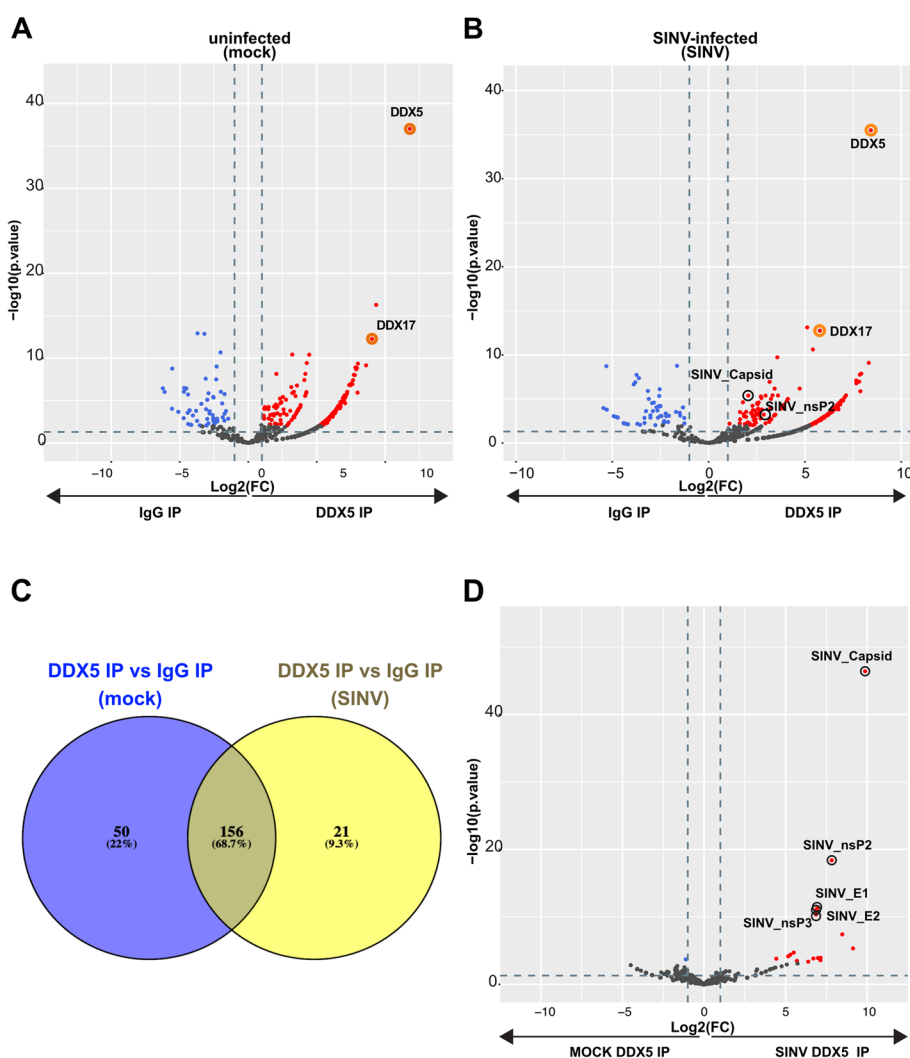 A
uninfected
(mock)
40
30
20
10
0
−log10(p.value)
DDX5
DDX17
−10
−5
0
5
10
Log2(FC)
IgG IP
DDX5 IP
B
SINV-infected
(SINV)
40
30
20
10
0
−log10(p.value)
DDX5
DDX17
SINV_Capsid
SINV_nsP2
−10
−5
0
5
10
Log2(FC)
IgG IP
DDX5 IP
C
DDX5 IP vs IgG IP
(mock)
DDX5 IP vs IgG IP
(SINV)
50
(22%)
156
(68.7%)
21
(9.3%)
D
40
20
0
−log10(p.value)
SINV_Capsid
SINV_nsP2
SINV_E1
SINV_nsP3
SINV_E2
−10
−5
0
5
10
Log2(FC)
MOCK DDX5 IP
SINV DDX5 IP